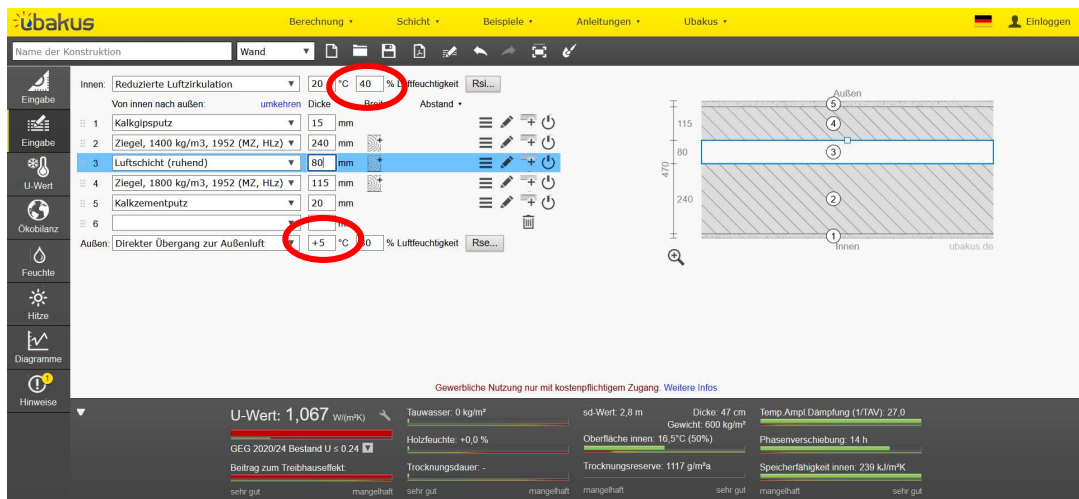 übakus
Berechnung Schicht Beispiele Anleitungen Ubakus Einloggen
Name der Konstruktion Wand
Innen: Reduzierte Luftzirkulation 20 °C 40 % Luftfeuchtigkeit Rsi...
Von innen nach außen: umkehren Dicke Breite Abstand
1 Kalkgipsputz 15 mm
2 Ziegel, 1400 kg/m3, 1952 (MZ, HLz) 240 mm
3 Luftschicht (ruhend) 80 mm
4 Ziegel, 1800 kg/m3, 1952 (MZ, HLz) 115 mm
5 Kalkzementputz 20 mm
6
Außen: Direkter Übergang zur Außenluft +5 °C % Luftfeuchtigkeit Rse...
Eingabe
Eingabe
U-Wert
Ökobilanz
Feuchte
Hitze
Diagramme
1
Hinweise
Außen
5
115 4
80 3
470
240 2
1
Innen ubakus.de
Gewerbliche Nutzung nur mit kostenpflichtigem Zugang. Weitere Infos
U-Wert: 1,067 W/(m²K)
GEG 2020/24 Bestand U ≤ 0.24
Beitrag zum Treibhauseffekt:
sehr gut mangelhaft
Tauwasser: 0 kg/m²
Holzfeuchte: +0,0 %
Trocknungsdauer: -
sehr gut mangelhaft
sd-Wert: 2,8 m Dicke: 47 cm
Gewicht: 600 kg/m²
Oberfläche innen: 16,5°C (50%)
Trocknungsreserve: 1117 g/m²a
mangelhaft sehr gut
Temp.Ampl.Dämpfung (1/TAV): 27,0
Phasenverschiebung: 14 h
Speicherfähigkeit innen: 239 kJ/m²K
mangelhaft sehr gut